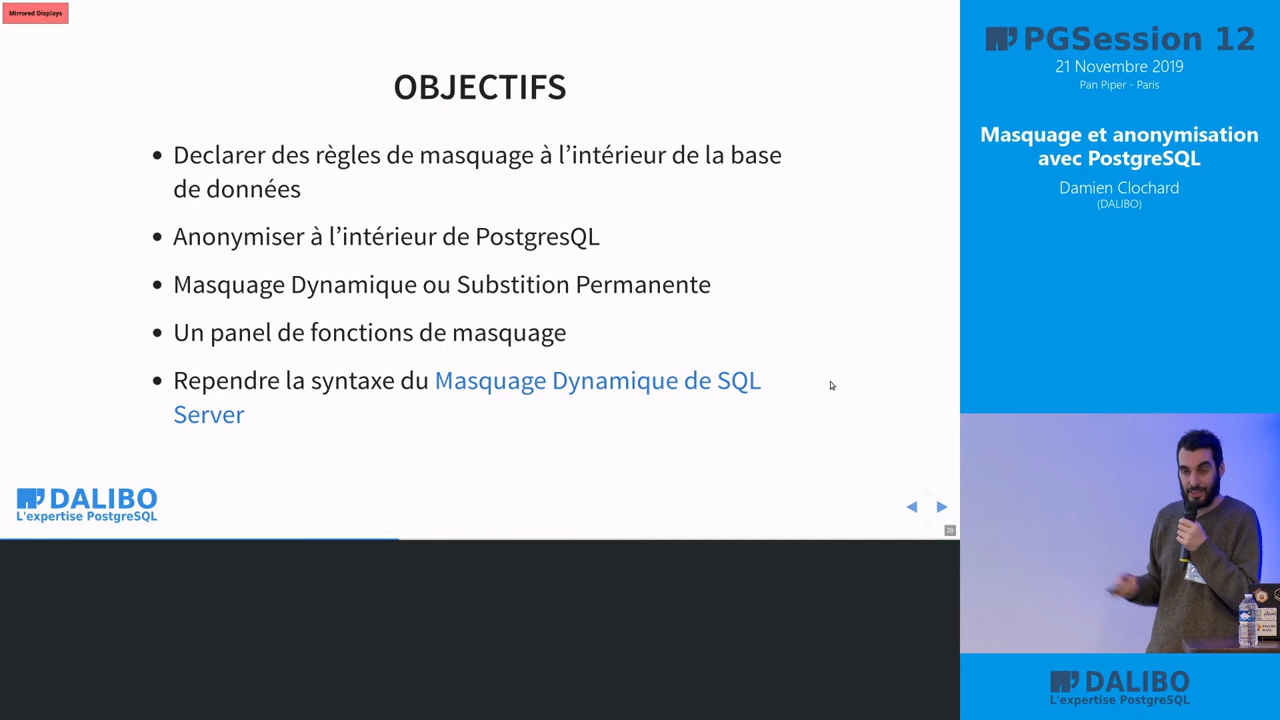 Mirrored Displays
OBJECTIFS
• Declarer des règles de masquage à l’intérieur de la base
de données
• Anonymiser à l’intérieur de PostgresQL
• Masquage Dynamique ou Substition Permanente
• Un panel de fonctions de masquage
• Rependre la syntaxe du Masquage Dynamique de SQL
Server
DALIBO
L'expertise PostgreSQL
PGSession 12
21 Novembre 2019
Pan Piper - Paris
Masquage et anonymisation
avec PostgreSQL
Damien Clochard
(DALIBO)
DALIBO
L'expertise PostgreSQL